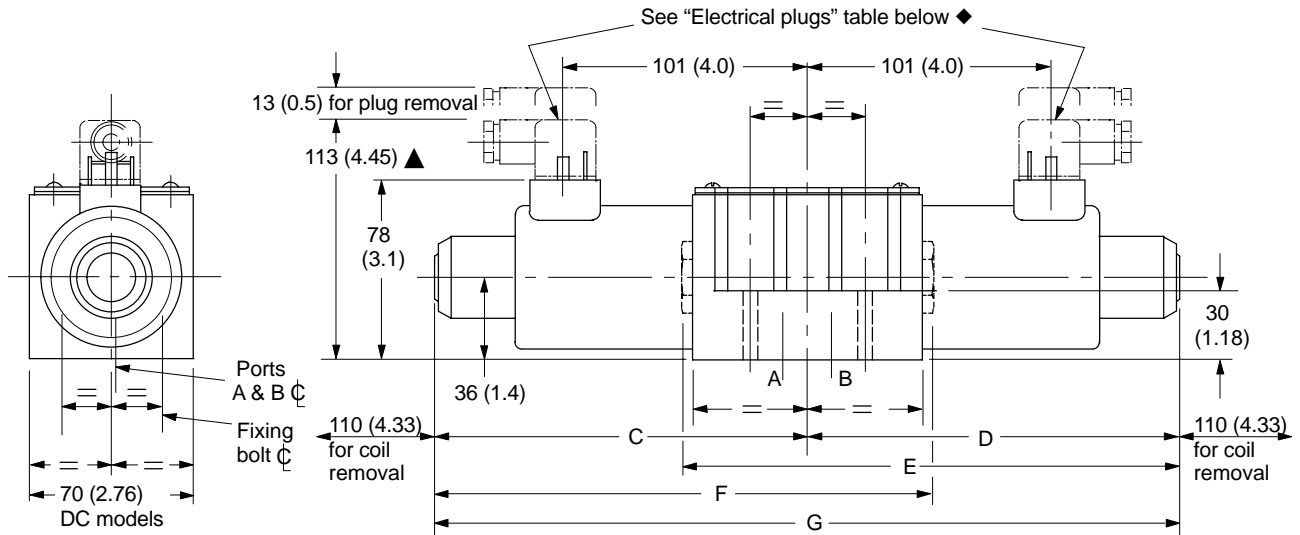 See “Electrical plugs” table below ◆
101 (4.0)
101 (4.0)
13 (0.5) for plug removal
113 (4.45) ▲
78
(3.1)
30
(1.18)
36 (1.4)
A
B
Ports
A & B ℄
Fixing
bolt ℄
70 (2.76)
DC models
110 (4.33)
for coil
removal
C
D
110 (4.33)
for coil
removal
E
F
G